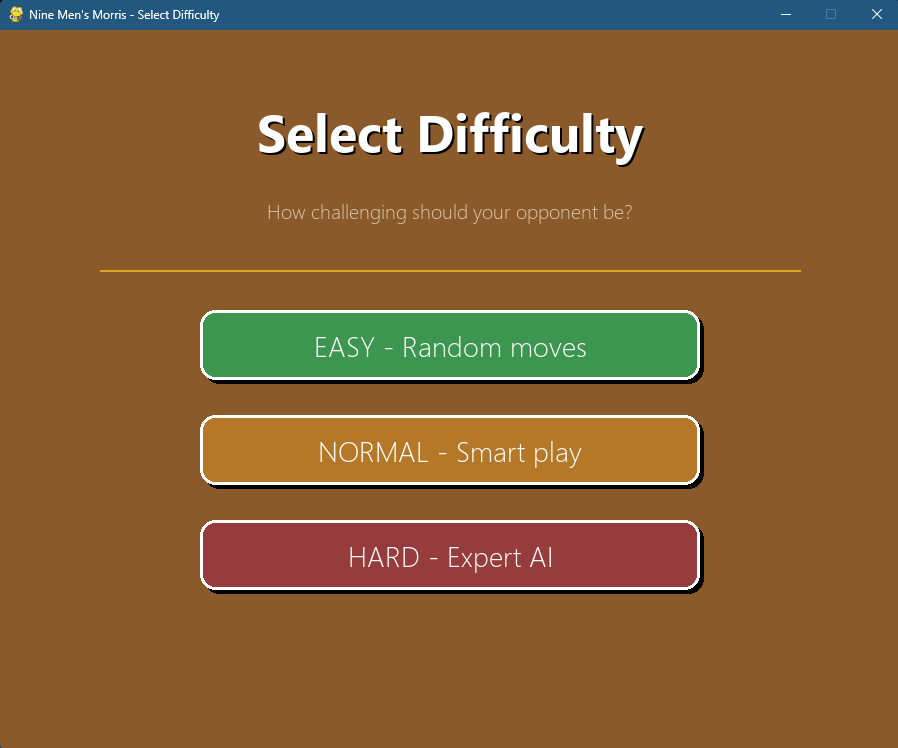 Nine Men's Morris - Select Difficulty
Select Difficulty
How challenging should your opponent be?
EASY - Random moves
NORMAL - Smart play
HARD - Expert AI